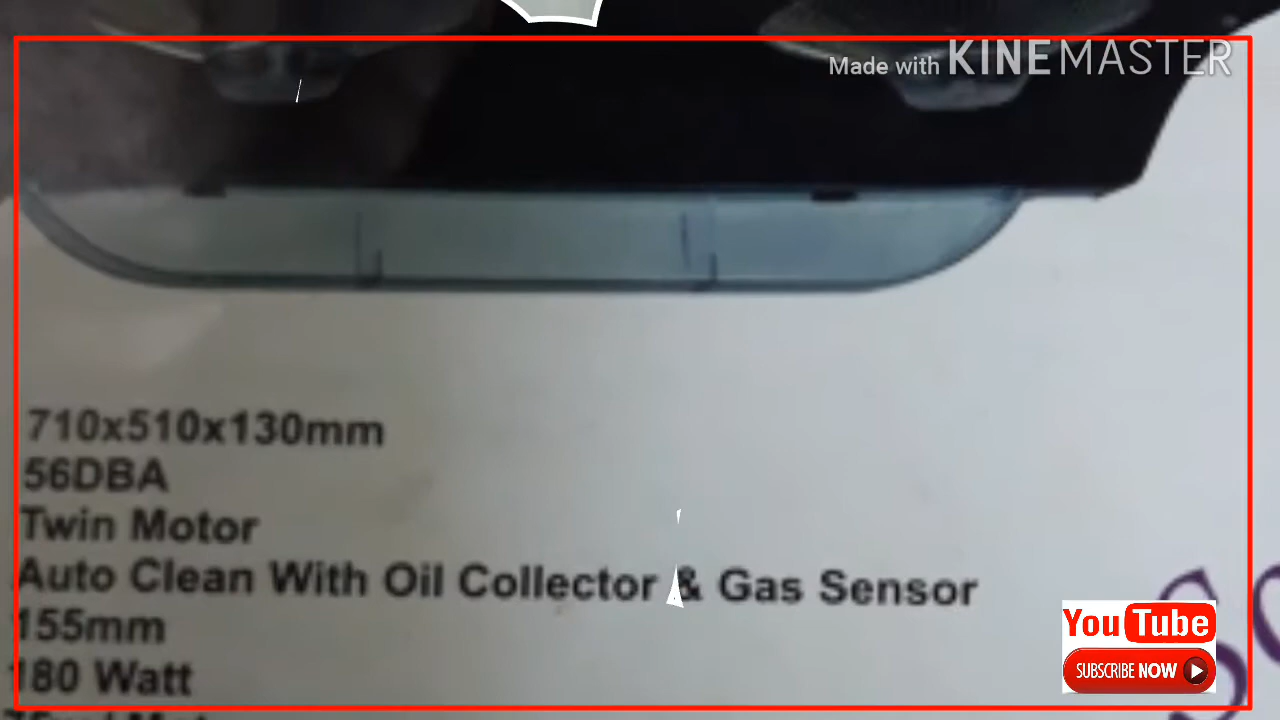 Made with KINEMASTER
710x510x130mm
56DBA
Twin Motor
Auto Clean With Oil Collector & Gas Sensor
155mm
180 Watt
You Tube
SUBSCRIBE NOW